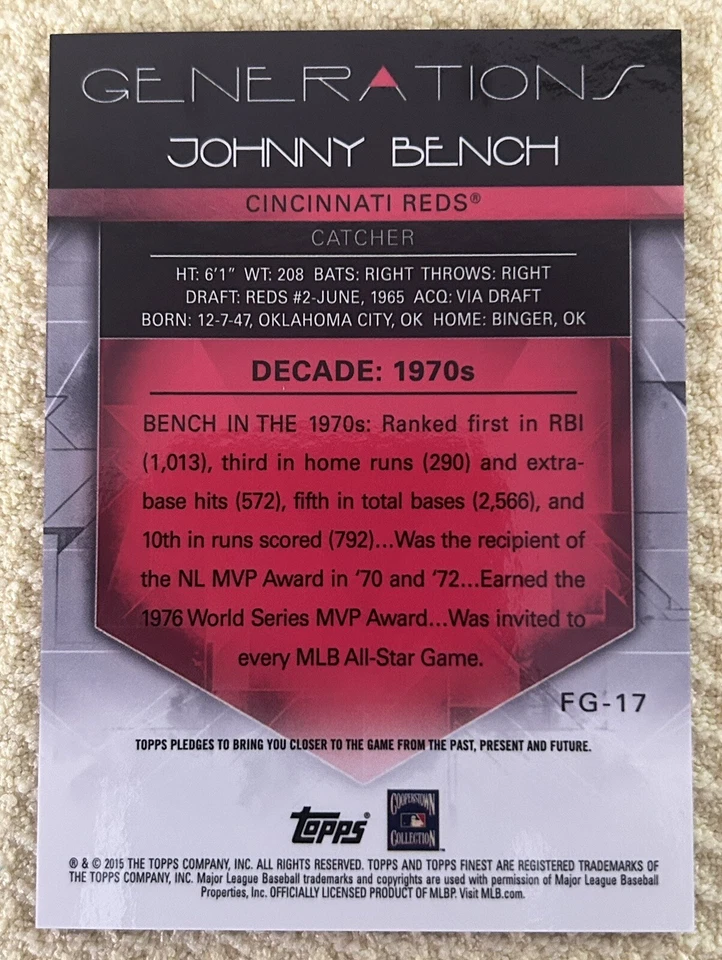 GENERATIONS
JOHNNY BENCH
CINCINNATI REDS®
CATCHER
HT: 6'1" WT: 208 BATS: RIGHT THROWS: RIGHT
DRAFT: REDS #2-JUNE, 1965 ACQ: VIA DRAFT
BORN: 12-7-47, OKLAHOMA CITY, OK HOME: BINGER, OK
DECADE: 1970s
BENCH IN THE 1970s: Ranked first in RBI
(1,013), third in home runs (290) and extra-
base hits (572), fifth in total bases (2,566), and
10th in runs scored (792)...Was the recipient of
the NL MVP Award in '70 and '72...Earned the
1976 World Series MVP Award...Was invited to
every MLB All-Star Game.
FG-17
TOPPS PLEDGES TO BRING YOU CLOSER TO THE GAME FROM THE PAST, PRESENT AND FUTURE.
Topps®
COOPERSTOWN
COLLECTION
® & © 2015 THE TOPPS COMPANY, INC. ALL RIGHTS RESERVED. TOPPS AND TOPPS FINEST ARE REGISTERED TRADEMARKS OF
THE TOPPS COMPANY, INC. Major League Baseball trademarks and copyrights are used with permission of Major League Baseball
Properties, Inc. OFFICIALLY LICENSED PRODUCT OF MLBP. Visit MLB.com.